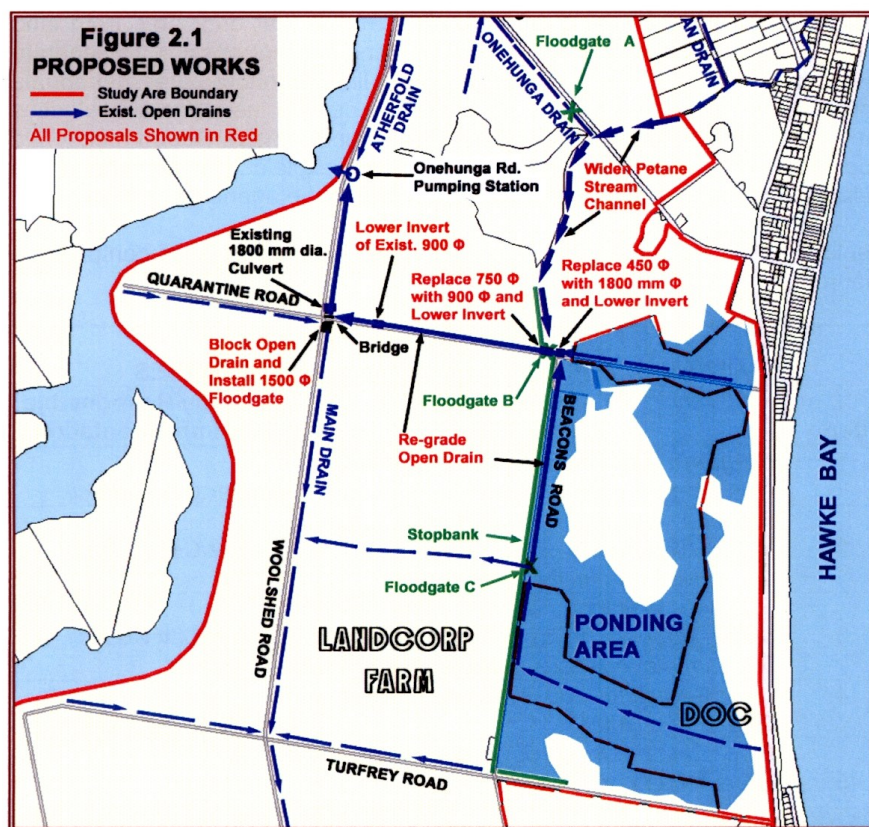 Figure 2.1
PROPOSED WORKS
Study Are Boundary
Exist. Open Drains
All Proposals Shown in Red
ATHERFOLD
DRAIN
ONEHUNGA DRAIN
Floodgate A
AN DRAIN
Onehunga Rd.
Pumping Station
Widen Petane
Stream
Channel
Existing
1800 mm dia.
Culvert
Lower Invert
of Exist. 900 Φ
Replace 750 Φ
with 900 Φ and
Lower Invert
Replace 450 Φ
with 1800 mm Φ
and Lower Invert
QUARANTINE ROAD
Block Open
Drain and
Install 1500 Φ
Floodgate
Bridge
Floodgate B
MAIN DRAIN
Re-grade
Open Drain
BEACONS ROAD
HAWKE BAY
Stopbank
Floodgate C
WOOLSHED ROAD
LANDCORP
FARM
PONDING
AREA
DOC
TURFREY ROAD